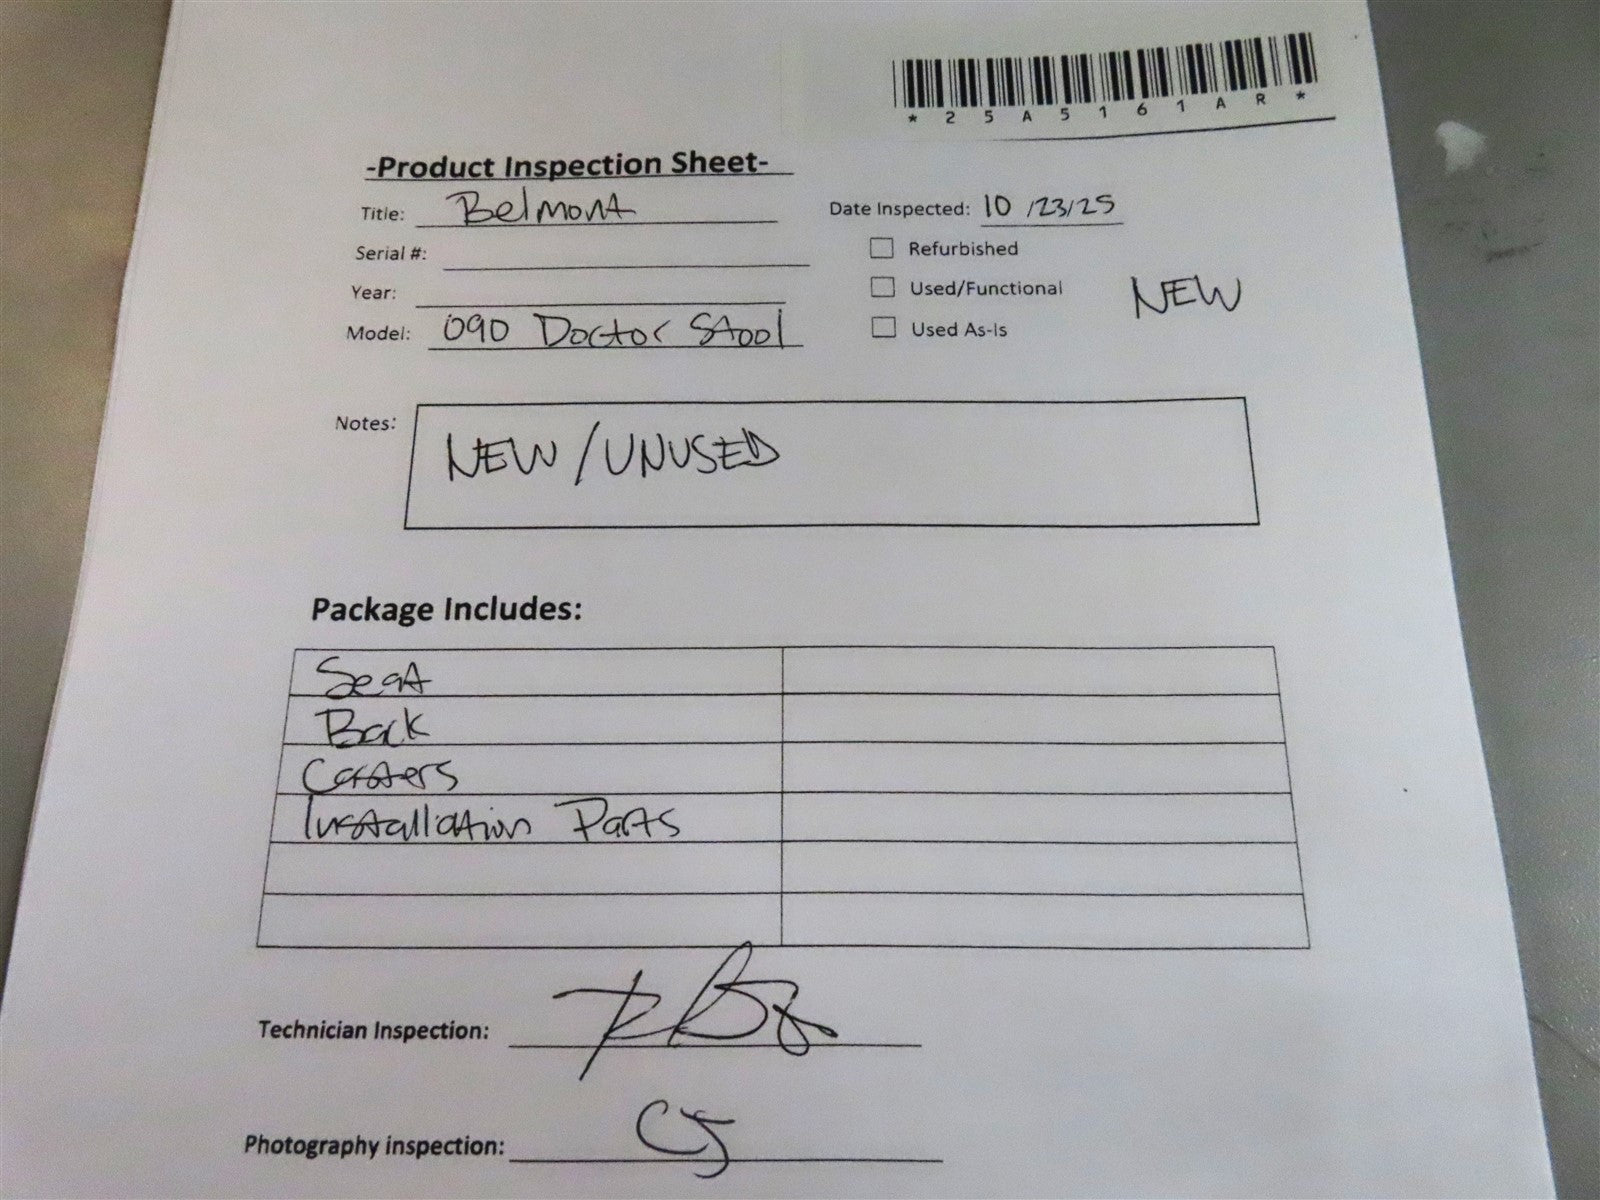 *25A5161AR*
-Product Inspection Sheet-
Title: Belmont
Date Inspected: 10/23/25
Serial #:
Refurbished
Year:
Used/Functional
NEW
Model: 090 Doctor Stool
Used As-Is
Notes: NEW/UNUSED
Package Includes:
Seat
Back
Casters
Installation Parts
Technician Inspection:
Photography inspection: CJ